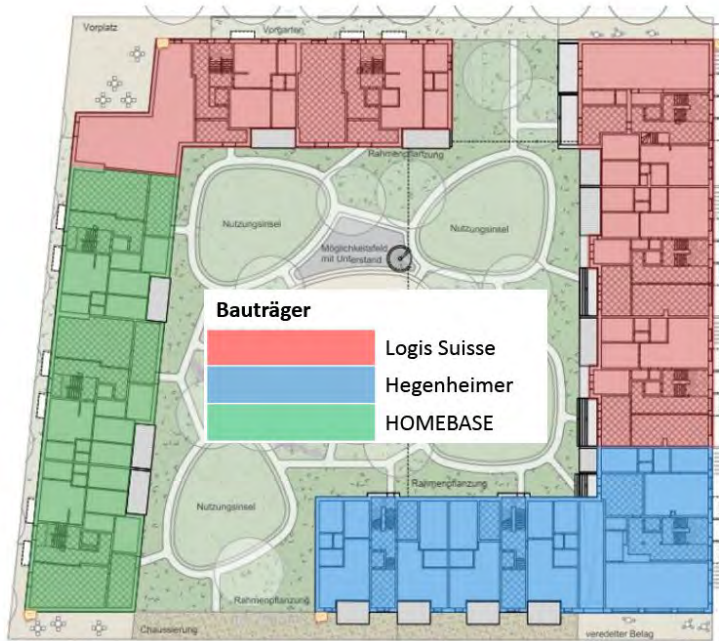 Vorplatz
Vorgarten
Rahmenpflanzung
Nutzungsinsel
Nutzungsinsel
Möglichkeitsfeld
mit Unterstand
Bauträger
Logis Suisse
Hegenheimer
HOMEBASE
Rahmenpflanzung
Nutzungsinsel
Rahmenpflanzung
Chaussierung
veredelter Belag